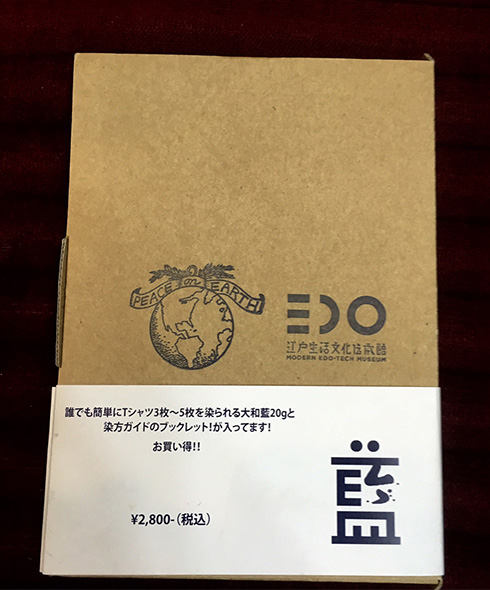 PEACE on EARTH
EDO
江戸生活文化伝承館
MODERN EDO-TECH MUSEUM
誰でも簡単にTシャツ3枚〜5枚を染られる大和藍20gと
染方ガイドのブックレット!が入ってます!
お買い得!!
¥2,800-(税込)
藍